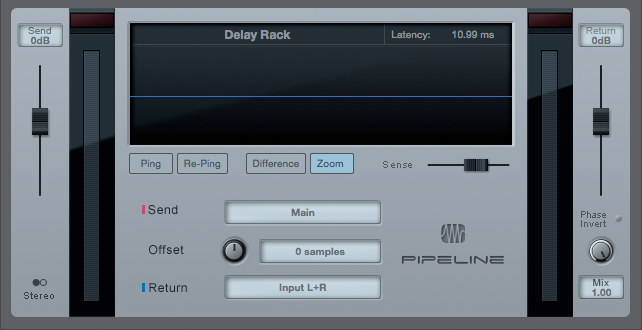 Send
0dB
Delay Rack
Latency: 10.99 ms
Return
0dB
Ping
Re-Ping
Difference
Zoom
Sense
Send
Main
Phase
Invert
Offset
0 samples
PIPELINE
Stereo
Return
Input L+R
Mix
1.00